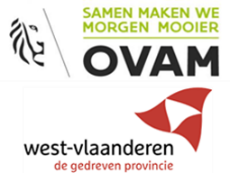 SAMEN MAKEN WE
MORGEN MOOIER
OVAM
west-vlaanderen
de gedreven provincie